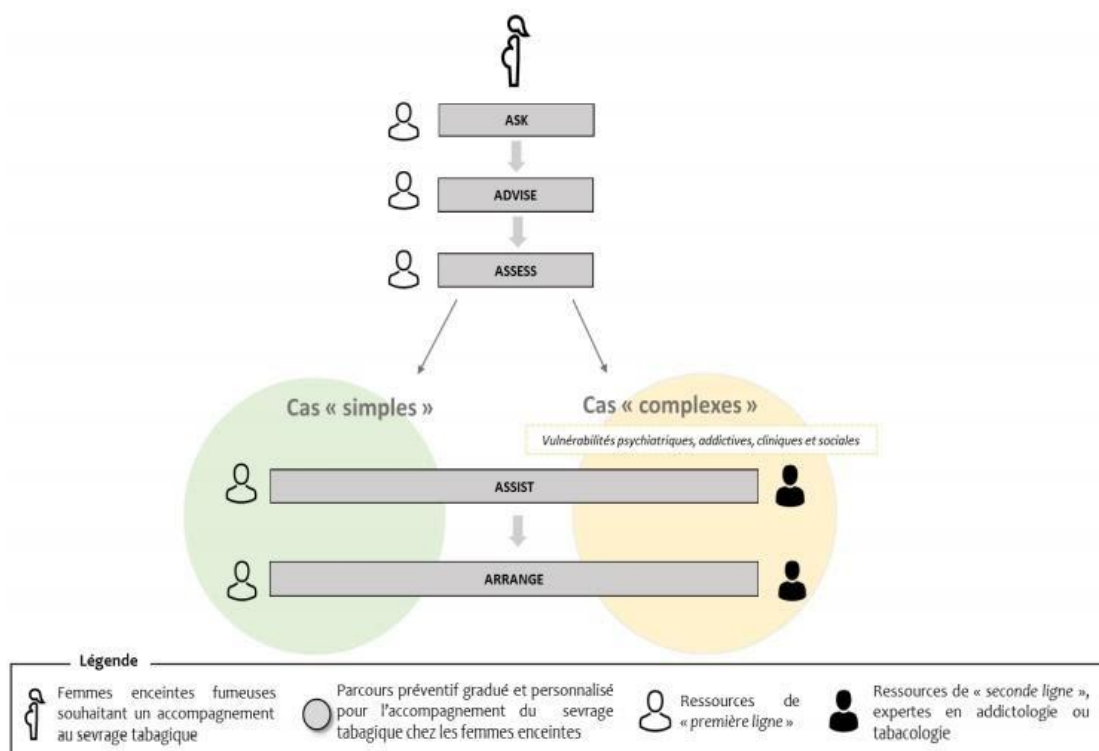 ASK
ADVISE
ASSESS
Cas « simples »
Cas « complexes »
Vulnérabilités psychiatriques, addictives, cliniques et sociales
ASSIST
ARRANGE
Légende
Femmes enceintes fumeuses
souhaitant un accompagnement
au sevrage tabagique
Parcours préventif gradué et personnalisé
pour l'accompagnement du sevrage
tabagique chez les femmes enceintes
Ressources de
« première ligne »
Ressources de « seconde ligne »,
expertes en addictologie ou
tabacologie